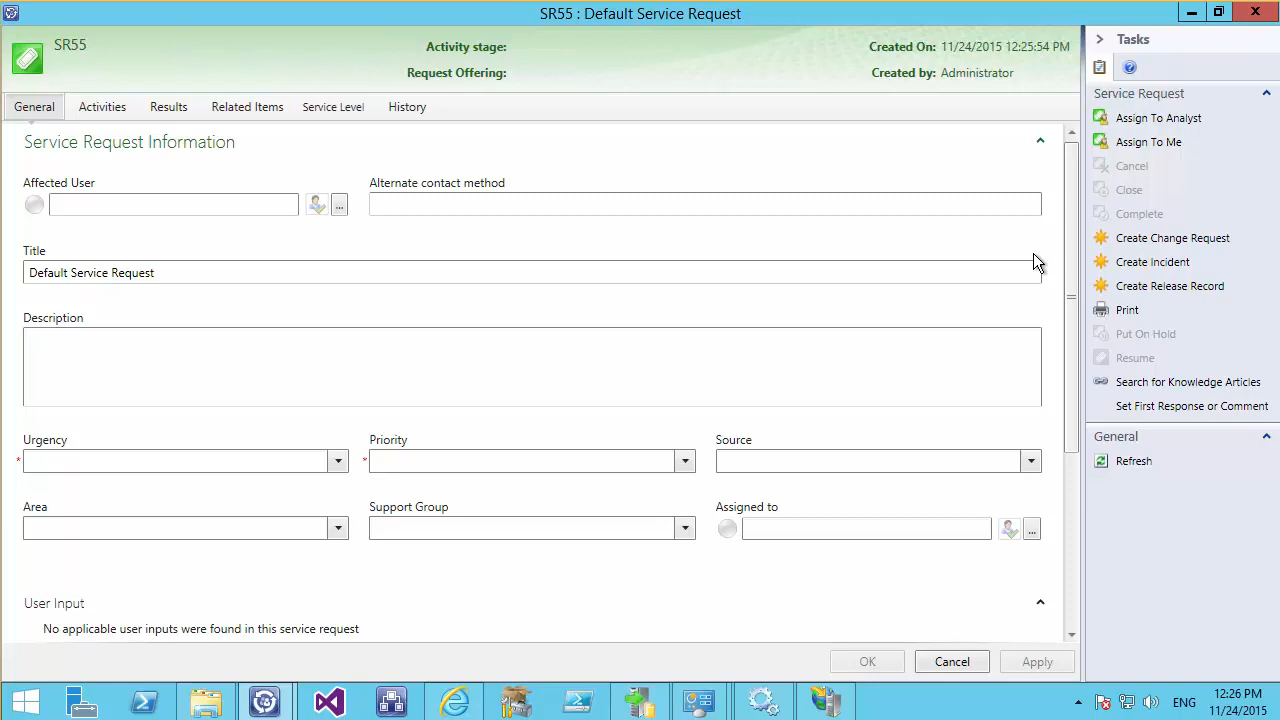 SR55 : Default Service Request
SR55
Activity stage:
Request Offering:
Created On: 11/24/2015 12:25:54 PM
Created by: Administrator
General
Activities
Results
Related Items
Service Level
History
Service Request Information
Affected User
Alternate contact method
...
Title
Default Service Request
Description
Urgency
Priority
Source
*
*
Area
Support Group
Assigned to
...
User Input
No applicable user inputs were found in this service request
OK
Cancel
Apply
Tasks
Service Request
Assign To Analyst
Assign To Me
Cancel
Close
Complete
Create Change Request
Create Incident
Create Release Record
Print
Put On Hold
Resume
Search for Knowledge Articles
Set First Response or Comment
General
Refresh
ENG
12:26 PM
11/24/2015